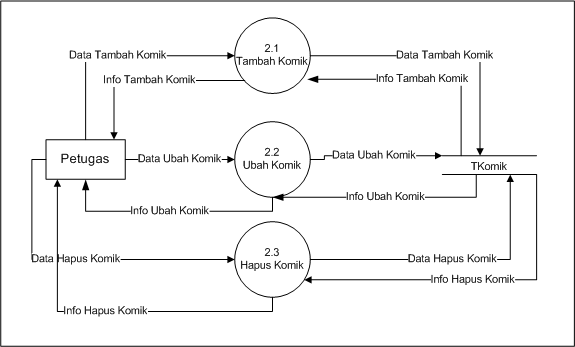 2.1
Tambah Komik
Data Tambah Komik
Data Tambah Komik
Info Tambah Komik
Info Tambah Komik
Petugas
Data Ubah Komik
2.2
Ubah Komik
Data Ubah Komik
TKomik
Info Ubah Komik
Info Ubah Komik
2.3
Hapus Komik
Data Hapus Komik
Data Hapus Komik
Info Hapus Komik
Info Hapus Komik